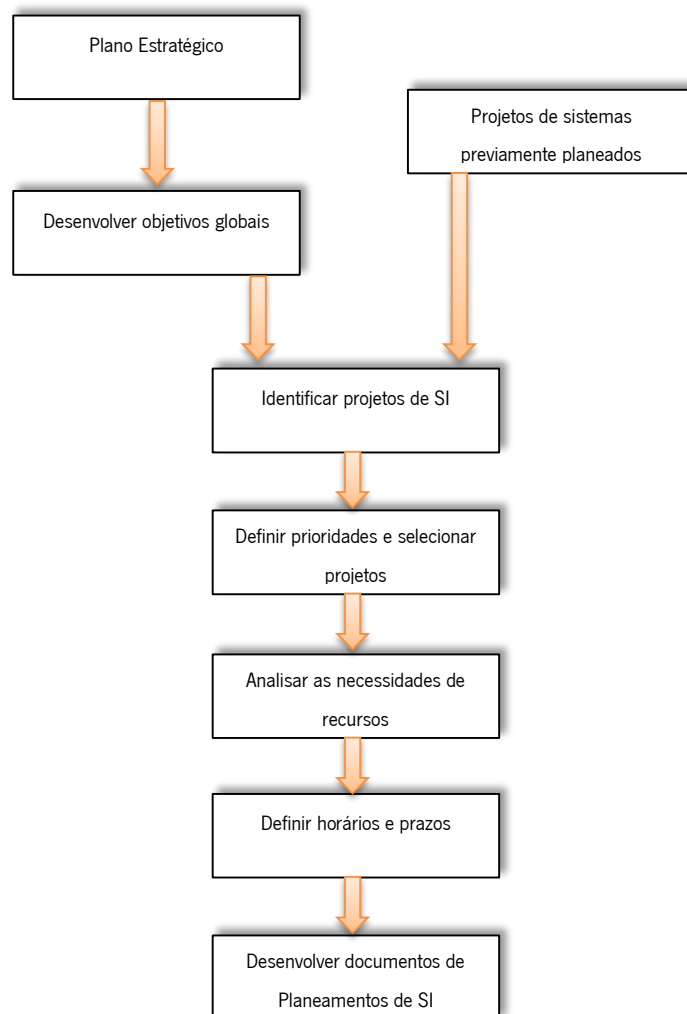 Plano Estratégico
Projetos de sistemas
previamente planeados
Desenvolver objetivos globais
Identificar projetos de SI
Definir prioridades e selecionar
projetos
Analisar as necessidades de
recursos
Definir horários e prazos
Desenvolver documentos de
Planeamentos de SI